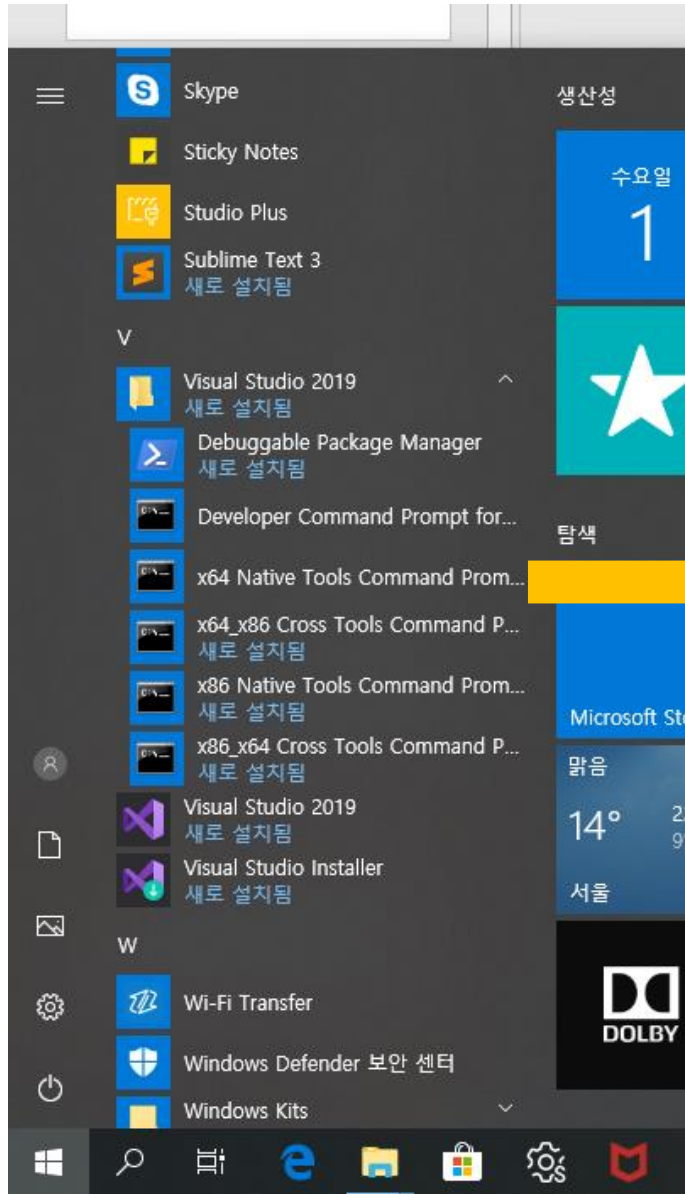 Skype
Sticky Notes
Studio Plus
Sublime Text 3
새로 설치됨
V
Visual Studio 2019
새로 설치됨
Debuggable Package Manager
새로 설치됨
Developer Command Prompt for...
x64 Native Tools Command Prom...
x64_x86 Cross Tools Command P...
새로 설치됨
x86 Native Tools Command Prom...
새로 설치됨
x86_x64 Cross Tools Command P...
새로 설치됨
Visual Studio 2019
새로 설치됨
Visual Studio Installer
새로 설치됨
W
Wi-Fi Transfer
Windows Defender 보안 센터
Windows Kits
생산성
수요일
1
탐색
Microsoft
맑음
14°
서울
DOLBY